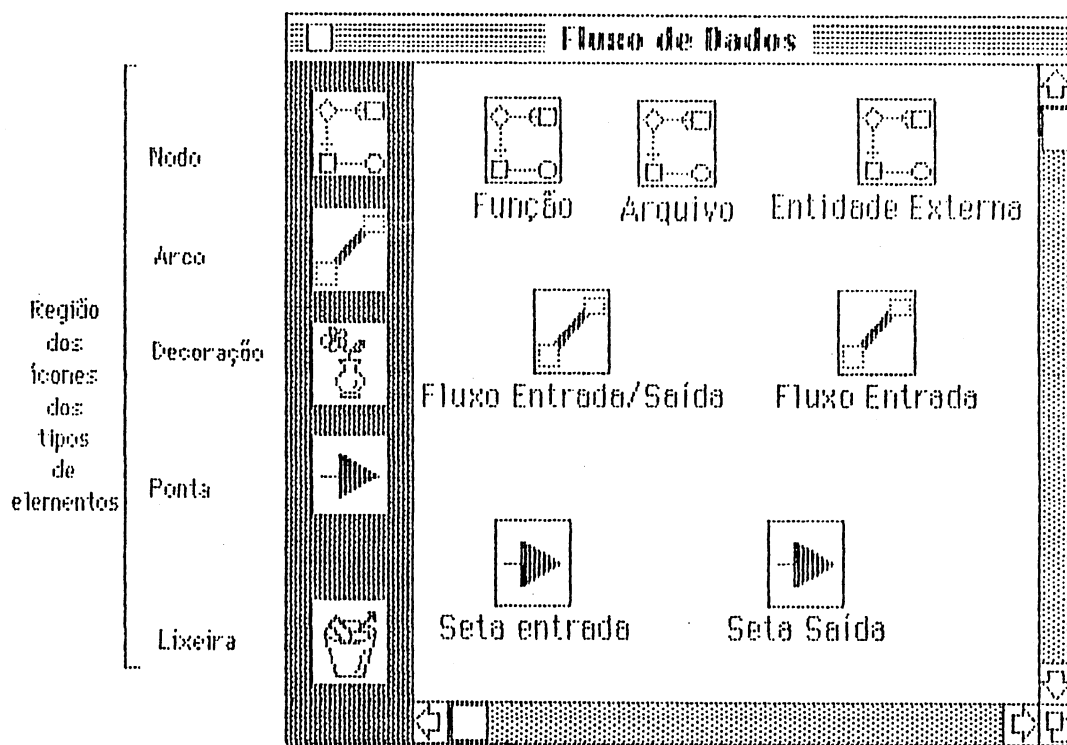 Fluxo de Dados
Região
dos
ícones
dos
tipos
de
elementos
Nodo
Arco
Decoração
Ponta
Lixeira
Função Arquivo Entidade Externa
Fluxo Entrada/Saída Fluxo Entrada
Seta entrada Seta Saída